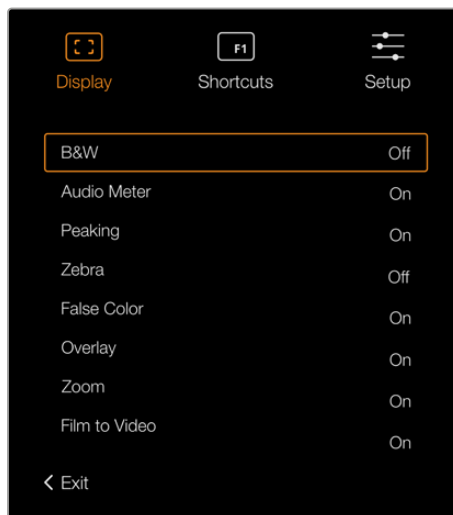 F1
Display Shortcuts Setup
B&W Off
Audio Meter On
Peaking On
Zebra Off
False Color On
Overlay On
Zoom On
Film to Video On
Exit